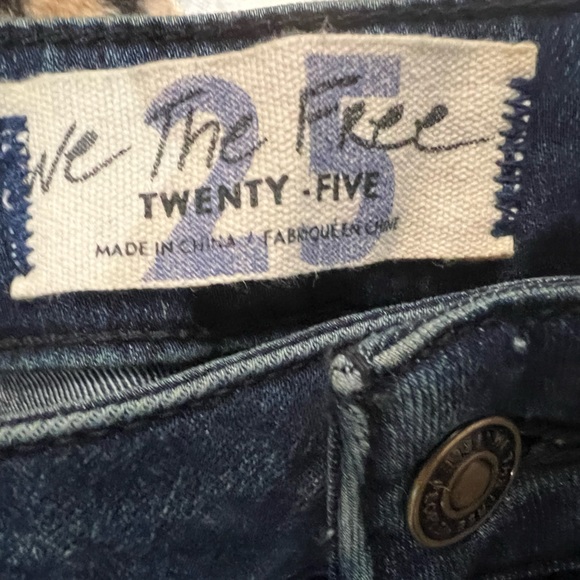 We The Free
25
TWENTY-FIVE
MADE IN CHINA / FABRIQUÉ EN CHINE